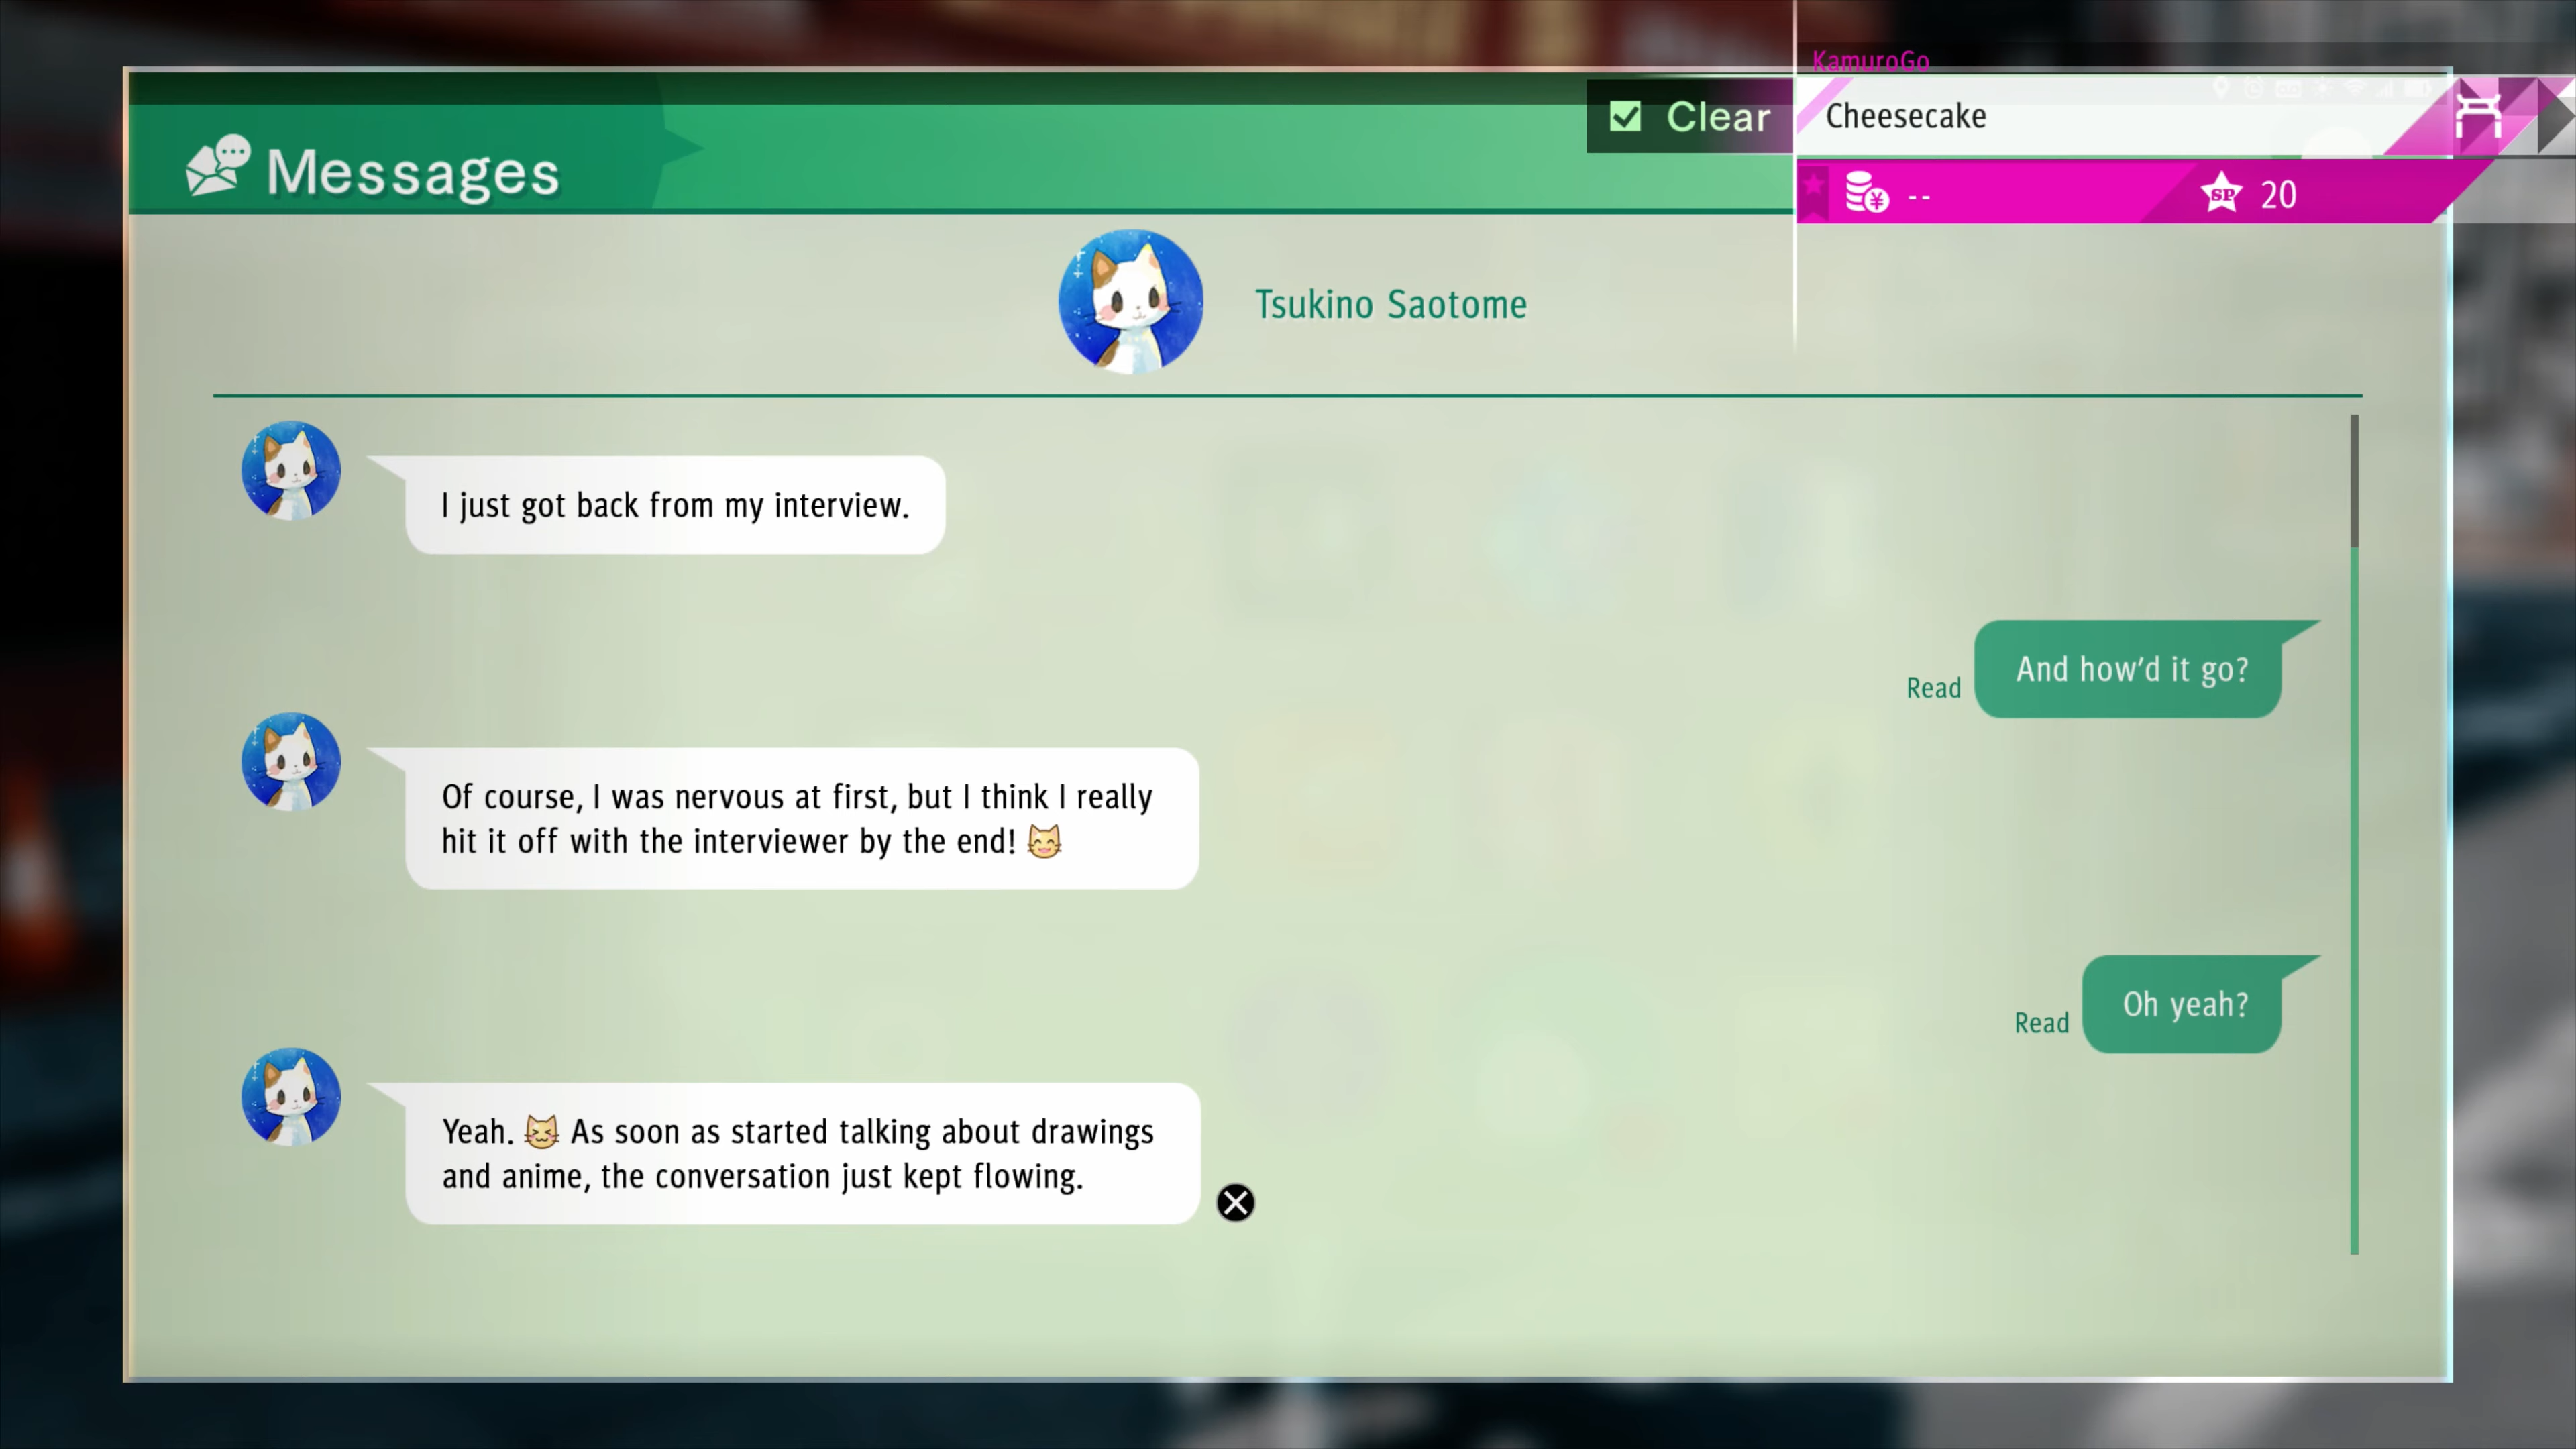 KamuroGo
Clear
Cheesecake
Messages
--
SP
20
Tsukino Saotome
I just got back from my interview.
And how'd it go?
Read
Of course, I was nervous at first, but I think I really
hit it off with the interviewer by the end! 😸
Oh yeah?
Read
Yeah. 😸 As soon as started talking about drawings
and anime, the conversation just kept flowing.